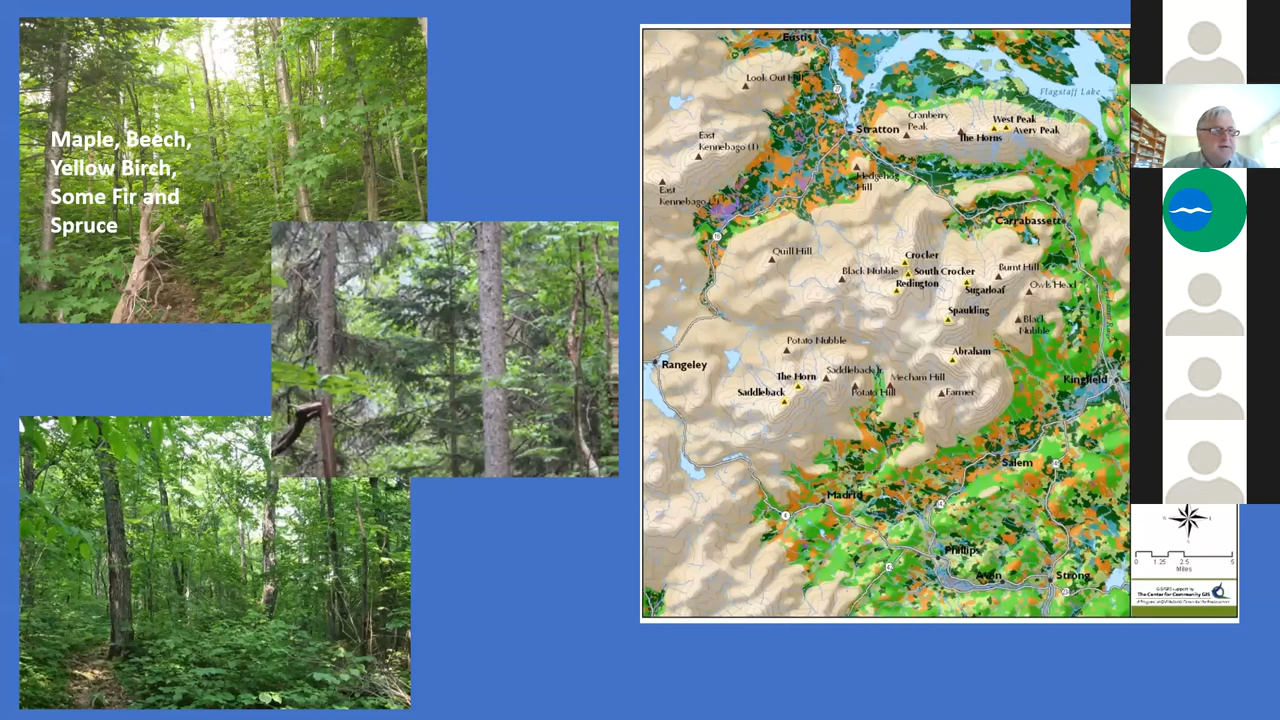 Maple, Beech,
Yellow Birch,
Some Fir and
Spruce
Eustis
Look Out Hill
Flagstaff Lake
Cranberry
Peak
West Peak
Avery Peak
The Horns
Stratton
East
Kennebago (1)
Hedgehog
Hill
East
Kennebago
Carrabassett
Quill Hill
Crocker
Black Nubble
South Crocker
Burnt Hill
Redington
Sugarloaf
Owls Head
Spaulding
Black
Nubble
Potato Nubble
Abraham
Rangeley
Saddleback Jr.
The Horn
Mecham Hill
Kingfield
Saddleback
Potato Hill
Farmer
Salem
Madrid
4
Phillips
Avon
Strong
0 1.25 2.5 5
Miles
The Center for Community GIS